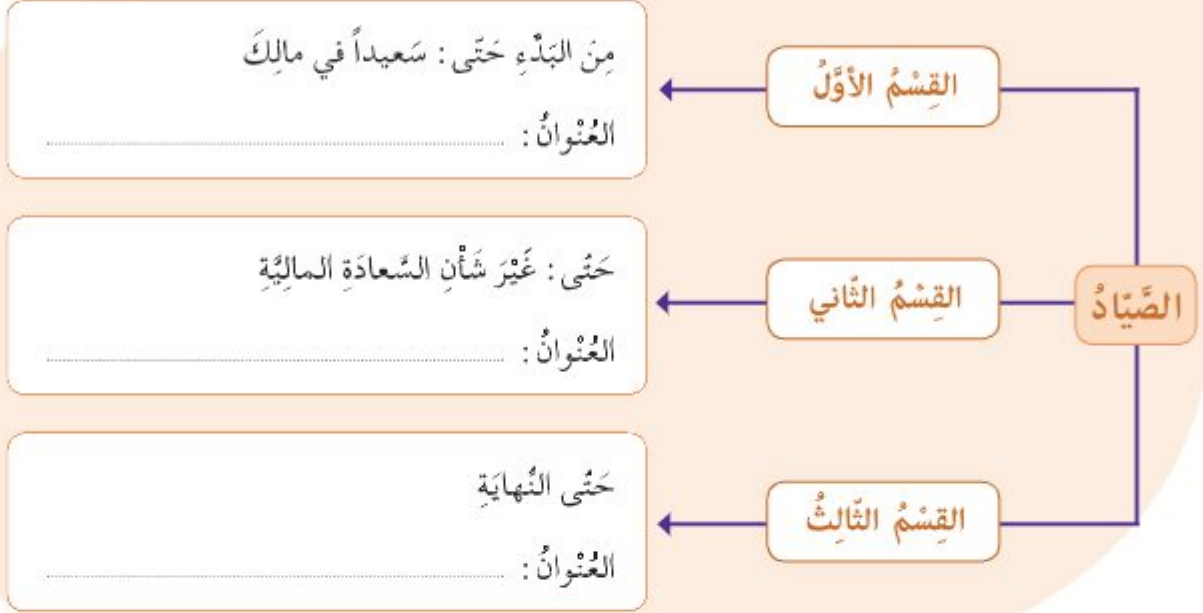 الصَّيّادُ
القِسْمُ الأوَّلُ
مِنَ البَدْءِ حَتّى: سَعيداً في مالِكَ
العُنْوانُ:
القِسْمُ الثّاني
حَتّى: غَيْرَ شَأْنِ السَّعادَةِ المالِيَّةِ
العُنْوانُ:
القِسْمُ الثّالِثُ
حَتّى النِّهايَةِ
العُنْوانُ: